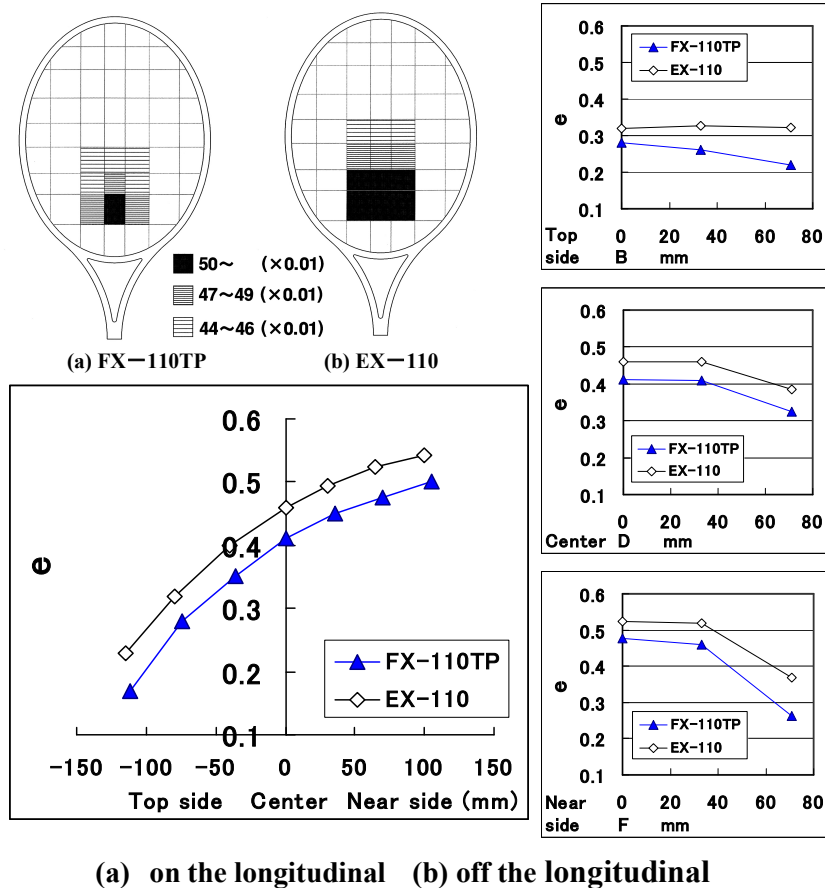 50～ (×0.01)
47～49 (×0.01)
44～46 (×0.01)
(a) FX－110TP
(b) EX－110
0.6
0.5
0.4
0.3
0.2
0.1
e
FX-110TP
EX-110
-150 -100 -50 0 50 100 150
Top side Center Near side (mm)
FX-110TP
EX-110
0.6
0.5
0.4
0.3
0.2
0.1
e
Top 0 20 40 60 80
side B mm
0.6
0.5
0.4
0.3
0.2
0.1
e
FX-110TP
EX-110
0 20 40 60 80
Center D mm
0.6
0.5
0.4
0.3
0.2
0.1
e
FX-110TP
EX-110
Near 0 20 40 60 80
side F mm
(a) on the longitudinal (b) off the longitudinal